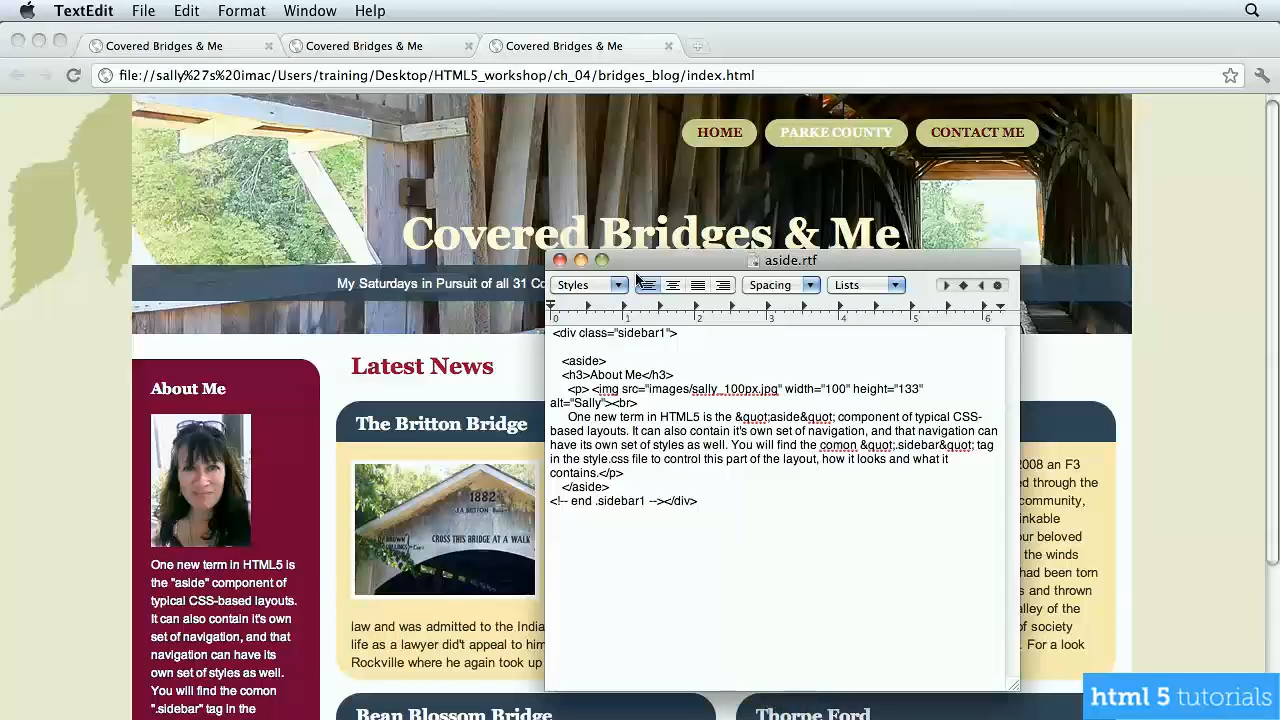 TextEdit File Edit Format Window Help
Covered Bridges & Me
Covered Bridges & Me
Covered Bridges & Me
file://sally%27s%20imac/Users/training/Desktop/HTML5_workshop/ch_04/bridges_blog/index.html
HOME
PARKE COUNTY
CONTACT ME
Covered Bridges & Me
My Saturdays in Pursuit of all 31 Co
About Me
One new term in HTML5 is
the "aside" component of
typical CSS-based layouts.
It can also contain it's own
set of navigation, and that
navigation can have its
own set of styles as well.
You will find the comon
".sidebar" tag in the
Latest News
The Britton Bridge
1882
J.A. BRITTON
CROSS THIS BRIDGE AT A WALK
law and was admitted to the India
life as a lawyer didn't appeal to him
Rockville where he again took up
2008 an F3
d through the
community,
inkable
our beloved
the winds
had been torn
s and thrown
alley of the
of society
For a look
Bean Blossom Bridge
Thorpe Ford
aside.rtf
Styles
Spacing
Lists
0 1 2 3 4 5 6
<div class="sidebar1">
<aside>
<h3>About Me</h3>
<p> <img src="images/sally_100px.jpg" width="100" height="133"
alt="Sally"><br>
One new term in HTML5 is the &quot;aside&quot; component of typical CSS-
based layouts. It can also contain it's own set of navigation, and that navigation can
have its own set of styles as well. You will find the comon &quot;.sidebar&quot; tag
in the style.css file to control this part of the layout, how it looks and what it
contains.</p>
</aside>
<!-- end .sidebar1 --></div>
html 5 tutorials